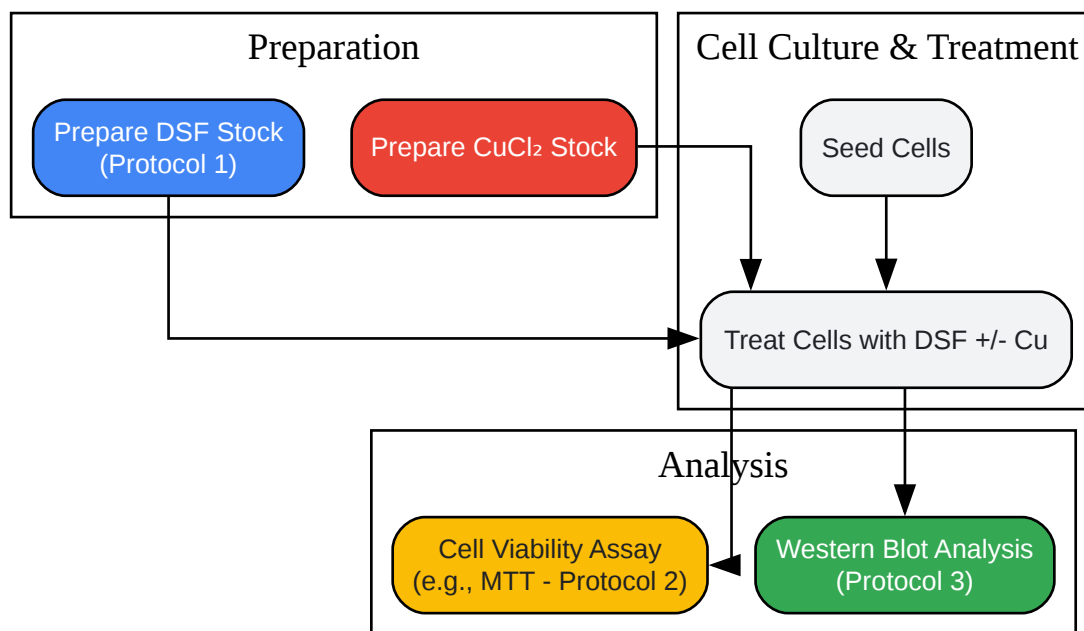 Preparation
Prepare DSF Stock
(Protocol 1)
Prepare CuCl₂ Stock
Cell Culture & Treatment
Seed Cells
Treat Cells with DSF +/- Cu
Analysis
Cell Viability Assay
(e.g., MTT - Protocol 2)
Western Blot Analysis
(Protocol 3)